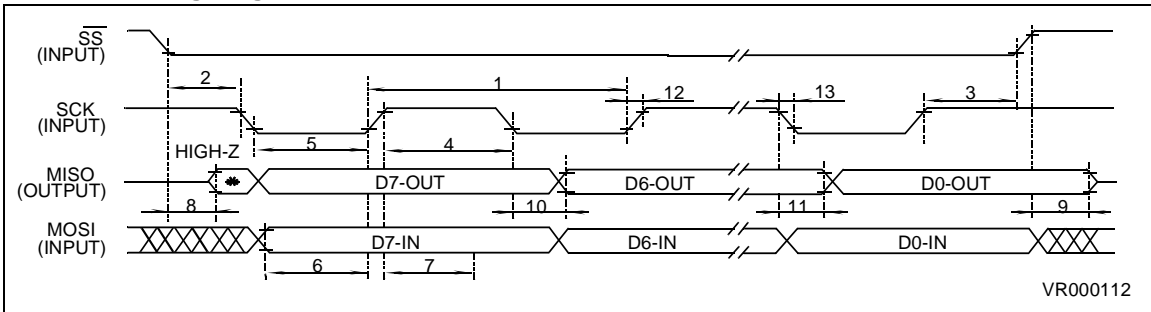 SS
(INPUT)
2
1
12
13
3
SCK
(INPUT)
5
4
HIGH-Z
MISO
(OUTPUT)
*
D7-OUT
D6-OUT
D0-OUT
8
10
11
9
MOSI
(INPUT)
D7-IN
D6-IN
D0-IN
6
7
VR000112